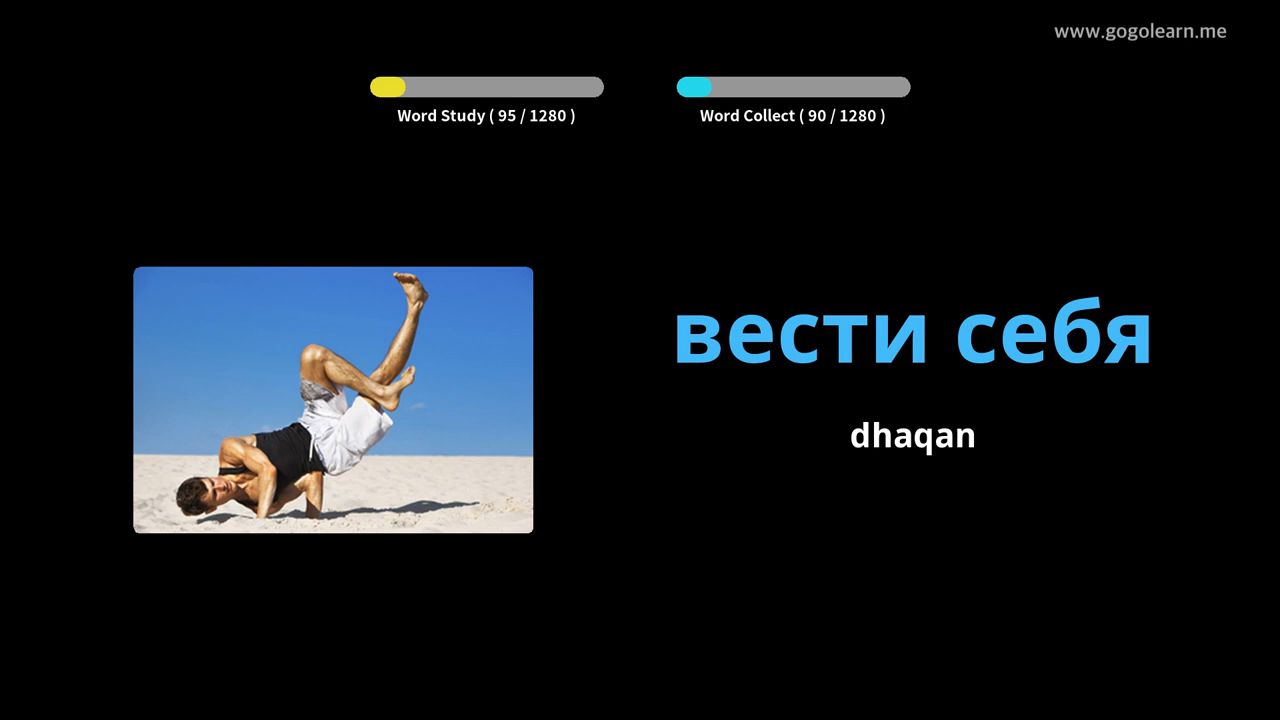 www.gogolearn.me
Word Study ( 95 / 1280 )
Word Collect ( 90 / 1280 )
вести себя
dhaqan